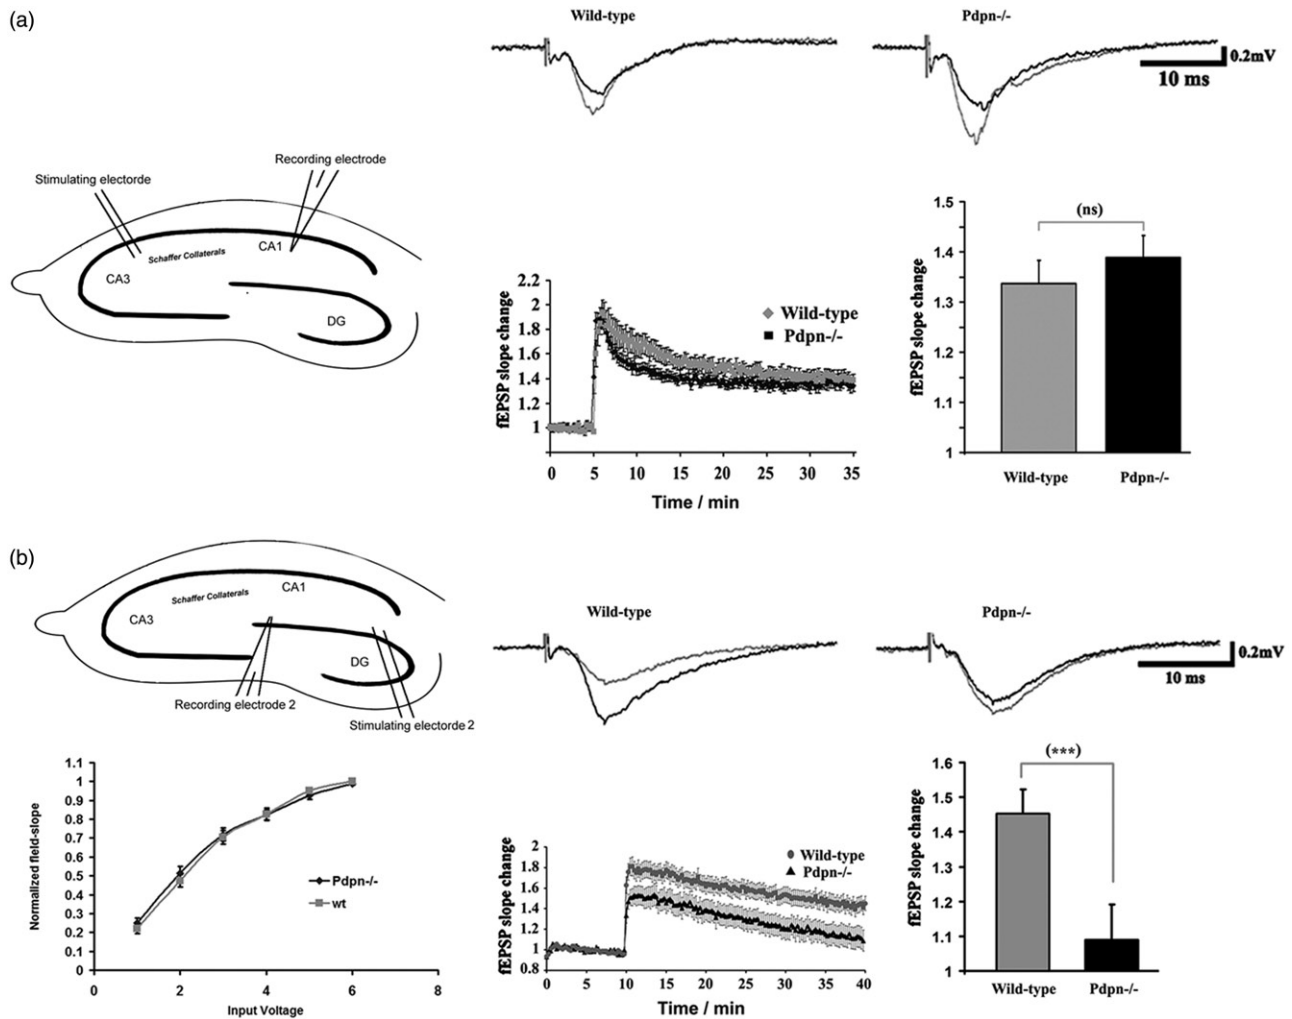 (a)
Wild-type
Pdpn-/-
0.2mV
10 ms
Recording electrode
Stimulating electorde
CA1
Schaffer Collaterals
CA3
DG
fEPSP slope change
2.2
2
1.8
1.6
1.4
1.2
1
Wild-type
Pdpn-/-
0 5 10 15 20 25 30 35
Time / min
fEPSP slope change
1.5
1.4
1.3
1.2
1.1
1
(ns)
Wild-type Pdpn-/-
(b)
CA1
Schaffer Collaterals
CA3
DG
Recording electrode 2
Stimulating electorde 2
Wild-type
Pdpn-/-
0.2mV
10 ms
Normalized field-slope
1.1
1
0.9
0.8
0.7
0.6
0.5
0.4
0.3
0.2
0.1
0
Pdpn-/-
wt
0 2 4 6 8
Input Voltage
fEPSP slope change
2
1.8
1.6
1.4
1.2
1
0.8
Wild-type
Pdpn-/-
0 5 10 15 20 25 30 35 40
Time / min
fEPSP slope change
1.6
1.5
1.4
1.3
1.2
1.1
1
(***)
Wild-type Pdpn-/-